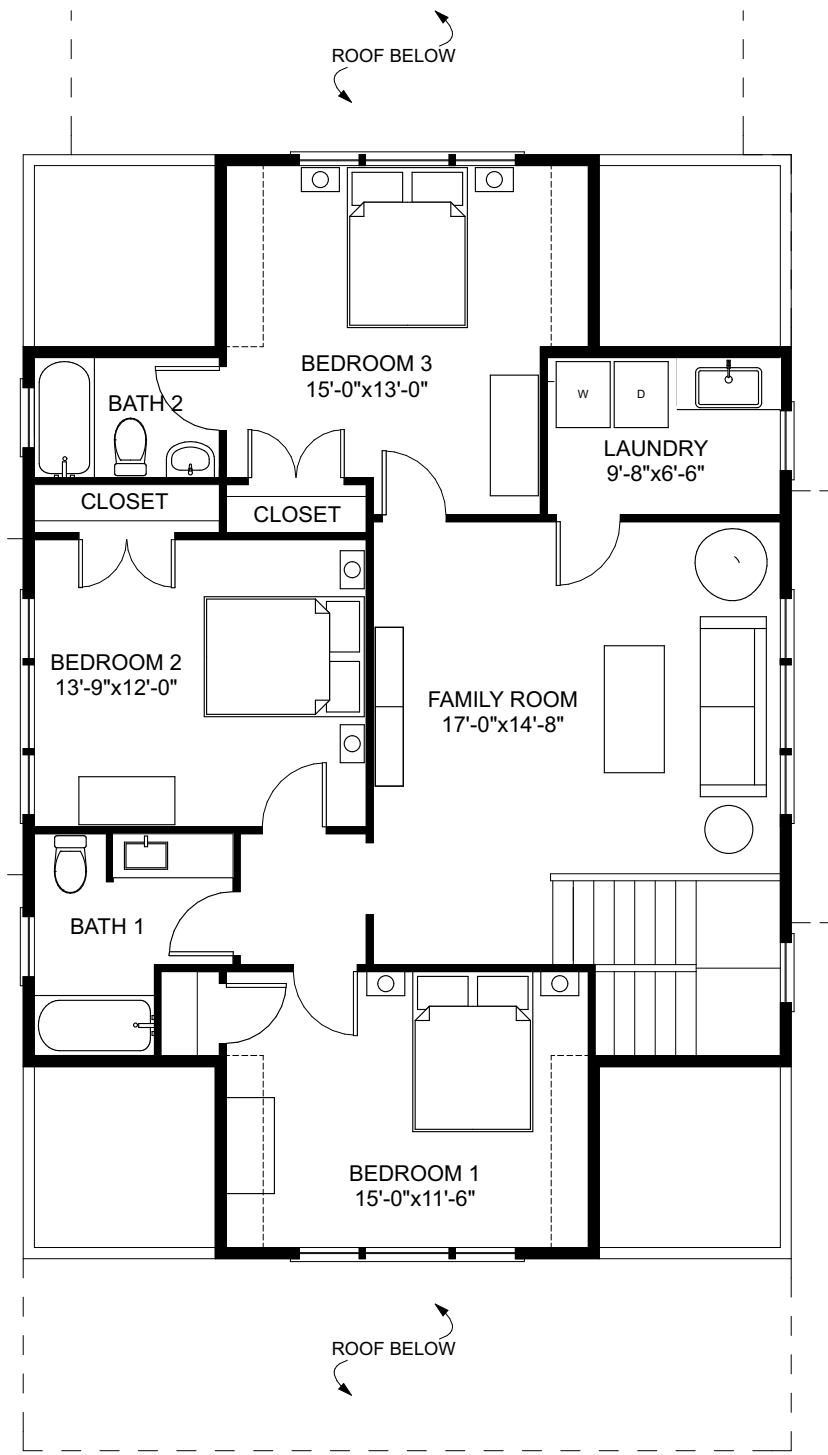 ROOF BELOW
BEDROOM 3
15'-0"x13'-0"
BATH 2
W
D
LAUNDRY
9'-8"x6'-6"
CLOSET
CLOSET
BEDROOM 2
13'-9"x12'-0"
FAMILY ROOM
17'-0"x14'-8"
BATH 1
BEDROOM 1
15'-0"x11'-6"
ROOF BELOW